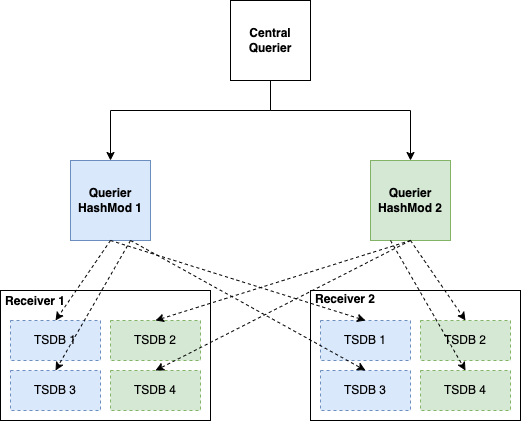 Central
Querier
Querier
HashMod 1
Querier
HashMod 2
Receiver 1
TSDB 1
TSDB 2
TSDB 3
TSDB 4
Receiver 2
TSDB 1
TSDB 2
TSDB 3
TSDB 4